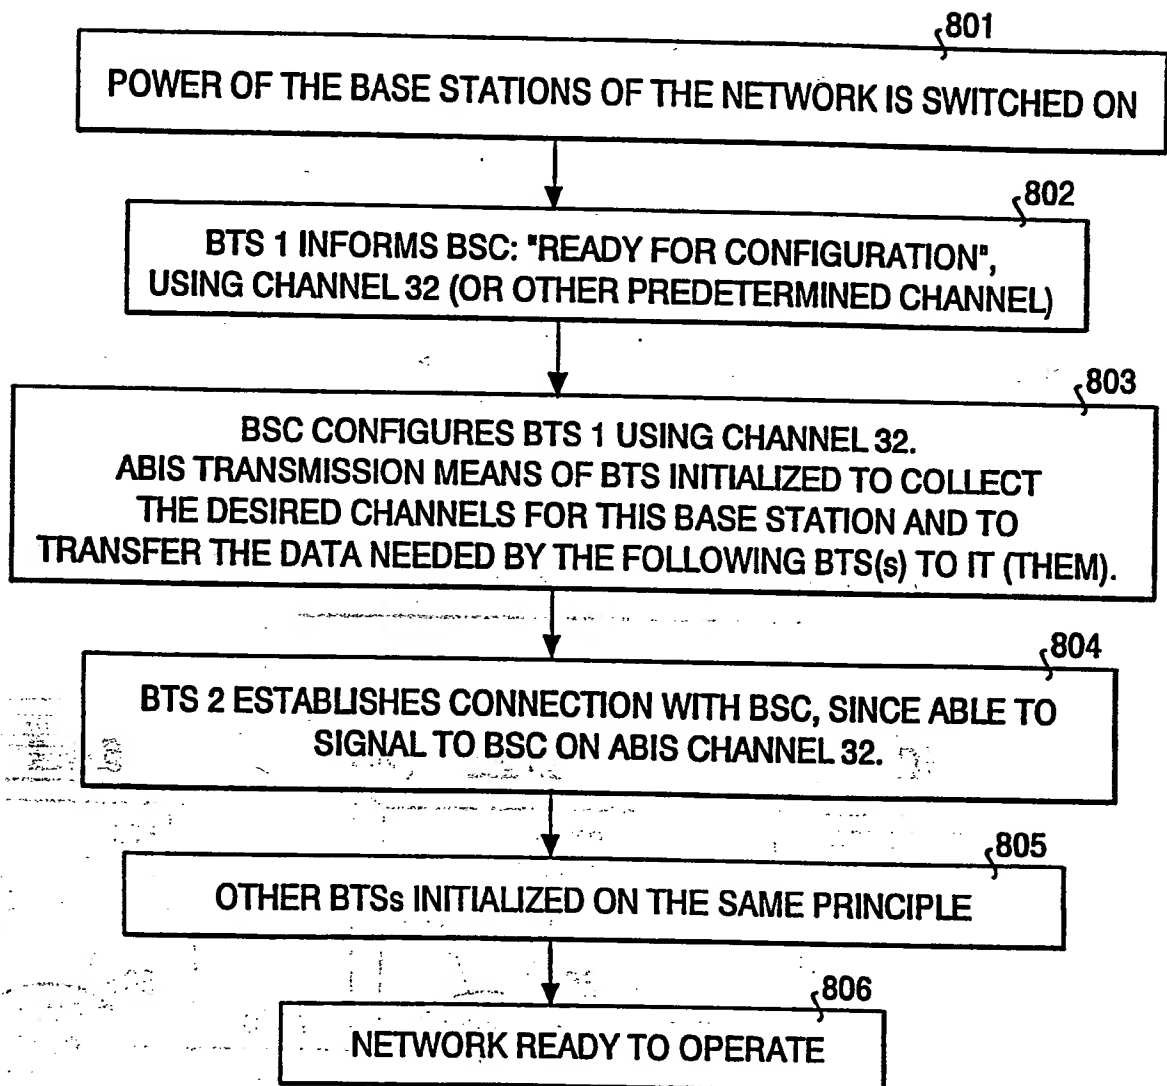 801
POWER OF THE BASE STATIONS OF THE NETWORK IS SWITCHED ON
802
BTS 1 INFORMS BSC: "READY FOR CONFIGURATION",
USING CHANNEL 32 (OR OTHER PREDETERMINED CHANNEL)
803
BSC CONFIGURES BTS 1 USING CHANNEL 32.
ABIS TRANSMISSION MEANS OF BTS INITIALIZED TO COLLECT
THE DESIRED CHANNELS FOR THIS BASE STATION AND TO
TRANSFER THE DATA NEEDED BY THE FOLLOWING BTS(s) TO IT (THEM).
804
BTS 2 ESTABLISHES CONNECTION WITH BSC, SINCE ABLE TO
SIGNAL TO BSC ON ABIS CHANNEL 32.
805
OTHER BTSs INITIALIZED ON THE SAME PRINCIPLE
806
NETWORK READY TO OPERATE